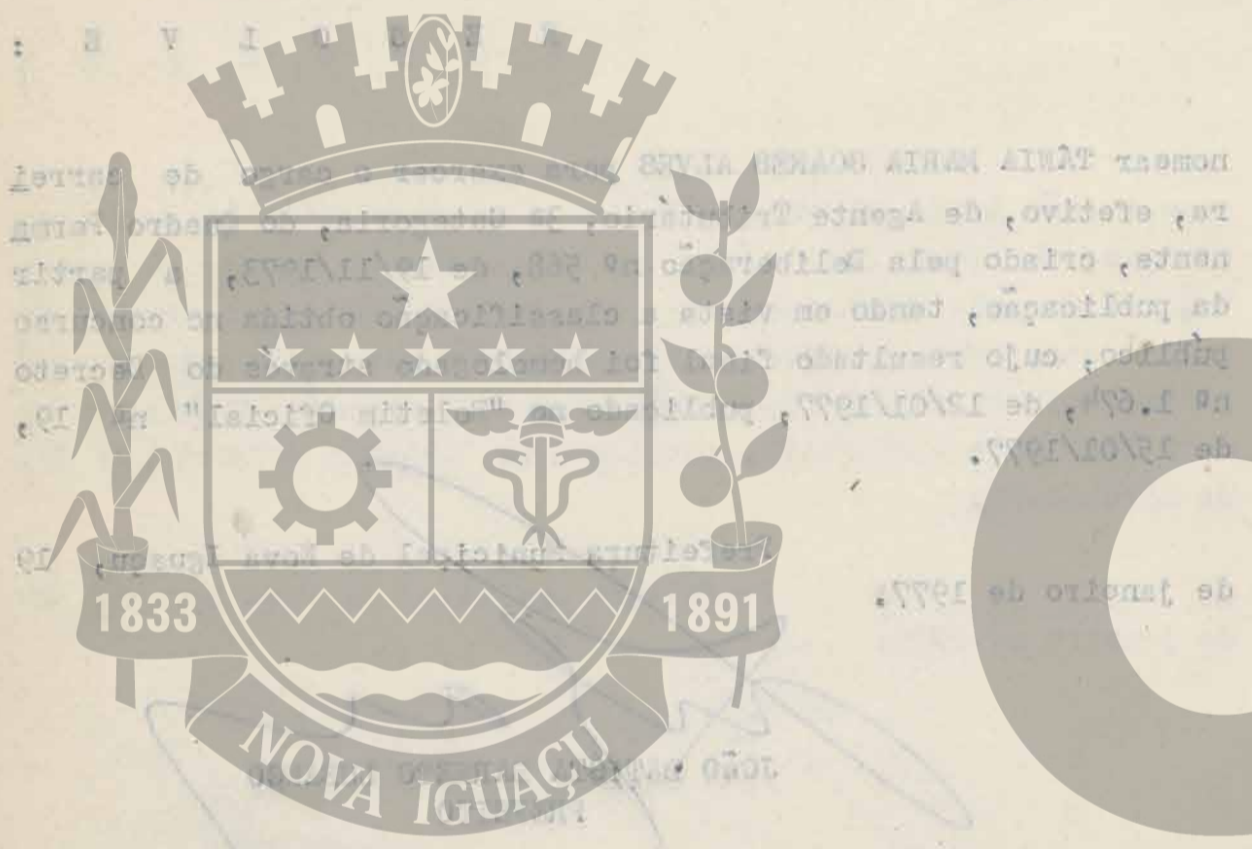 R E S O L V E :
nomear TÂNIA MARIA SOARES ALVES para exercer o cargo de carrei
ra, efetivo, de Agente Tributário, 3ª Categoria, do Quadro Perma
nente, criado pela Deliberação nº 568, de 19/11/1973, a partir
da publicação, tendo em vista a classificação obtida no concurso
público, cujo resultado final foi homologado através do Decreto
nº 1.674, de 12/01/1977, publicado no "Boletim Oficial" nº 19,
de 15/01/1977.
Prefeitura Municipal de Nova Iguaçu, 19
de janeiro de 1977.
1833 1891
JOÃO BATISTA
PREFEITO
NOVA IGUAÇU